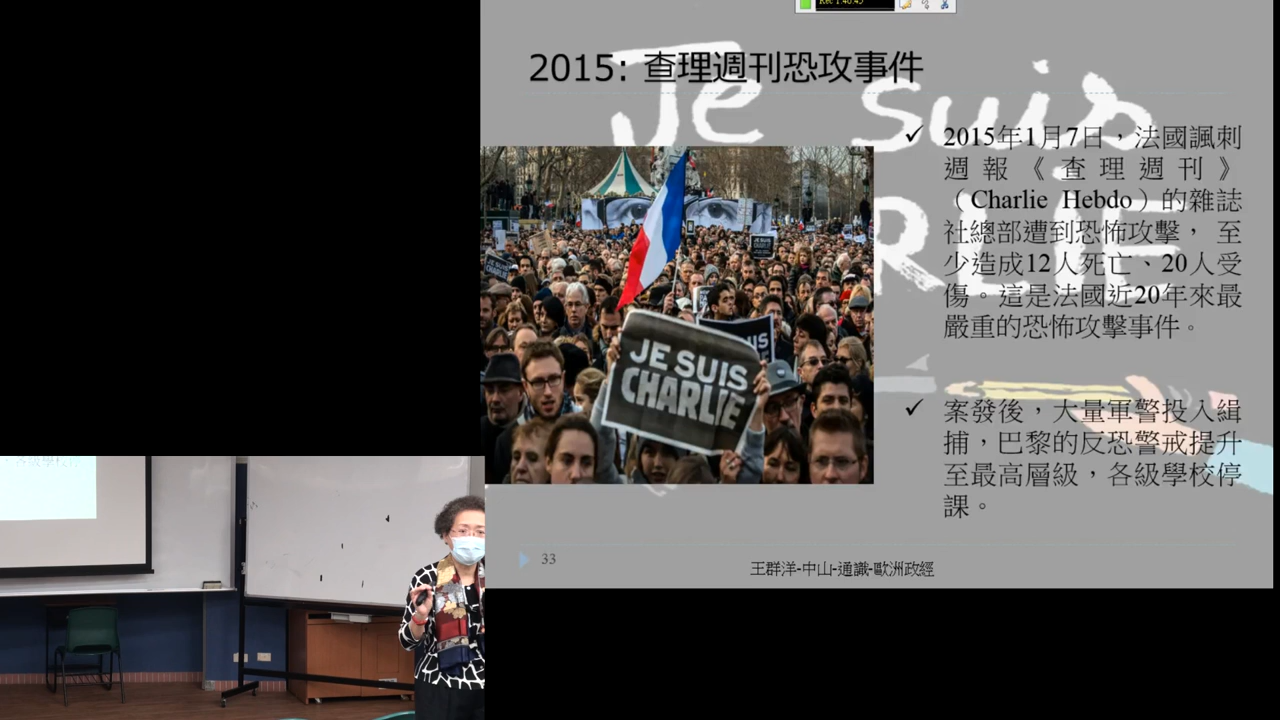 Rec 1:46:45
2015: 查理週刊恐攻事件
Je suis
2015年1月7日，法國諷刺
週報《查理週刊》
（Charlie Hebdo）的雜誌
社總部遭到恐怖攻擊， 至
少造成12人死亡、20人受
傷。這是法國近20年來最
嚴重的恐怖攻擊事件。
案發後，大量軍警投入緝
捕，巴黎的反恐警戒提升
至最高層級，各級學校停
課。
RLIE
JE SUIS
CHARLIE
33
王群洋-中山-通識-歐洲政經